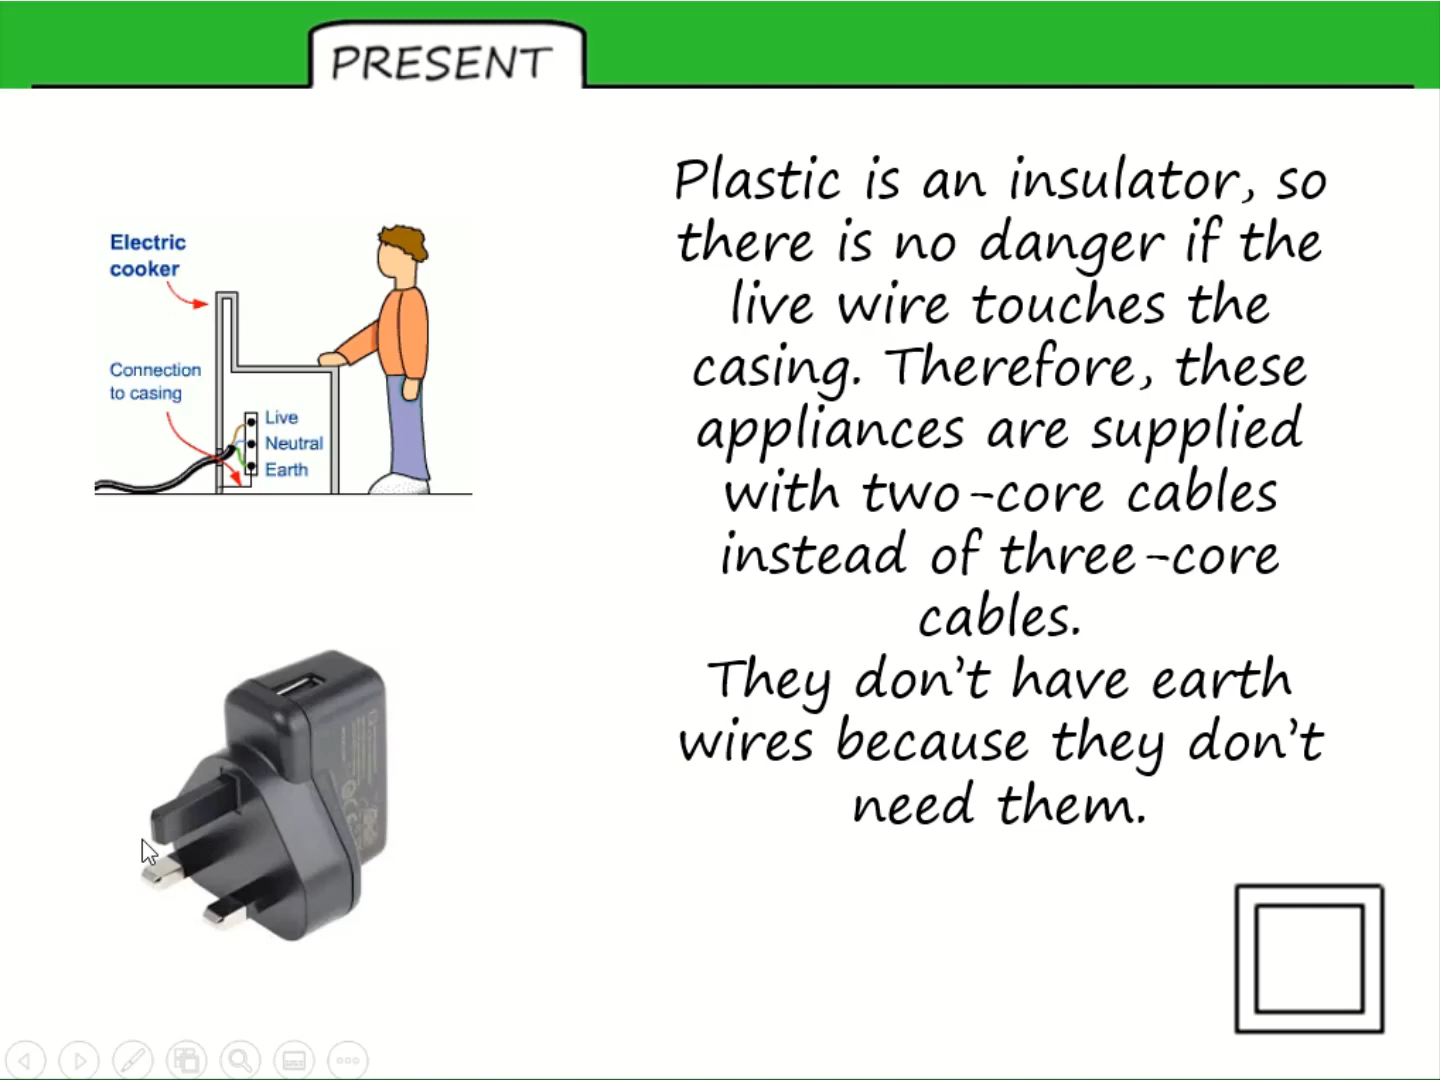 PRESENT
Electric
cooker
Connection
to casing
Live
Neutral
Earth
Plastic is an insulator, so
there is no danger if the
live wire touches the
casing. Therefore, these
appliances are supplied
with two-core cables
instead of three-core
cables.
They don't have earth
wires because they don't
need them.